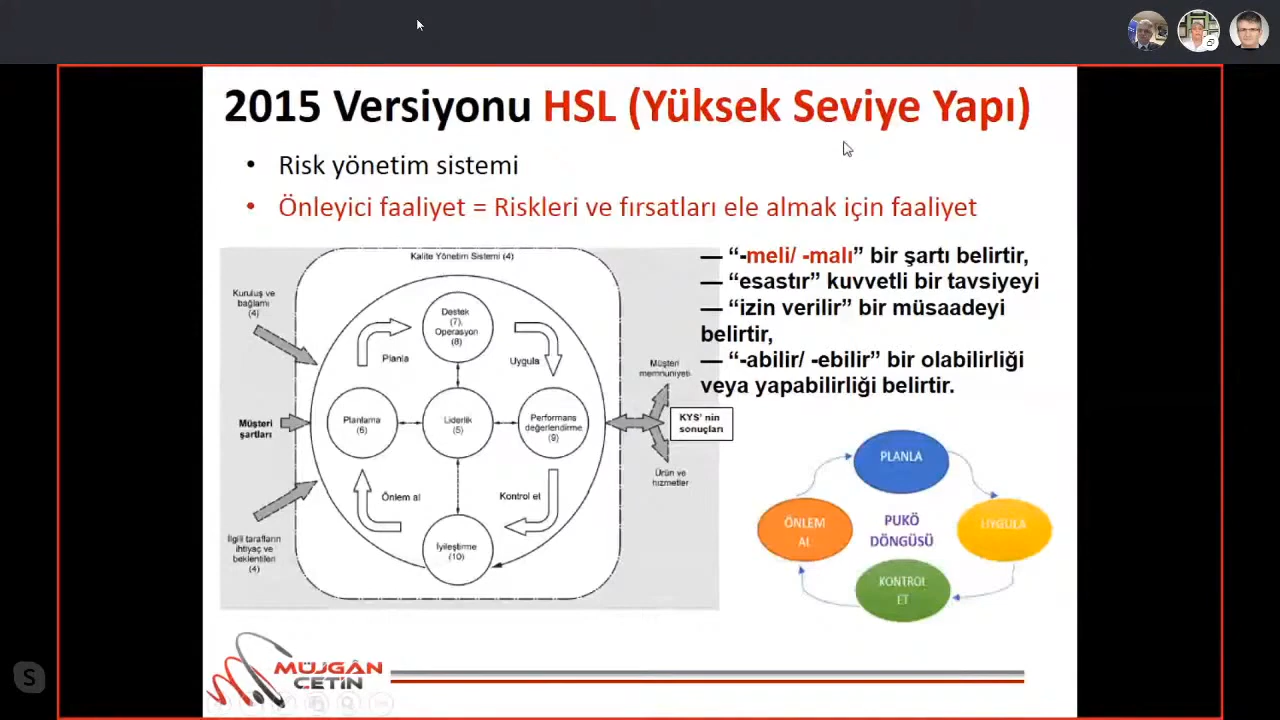 2015 Versiyonu HSL (Yüksek Seviye Yapı)
• Risk yönetim sistemi
• Önleyici faaliyet = Riskleri ve fırsatları ele almak için faaliyet
Kalite Yönetim Sistemi (4)
Kuruluş ve
bağlamı
(4)
Destek
(7),
Operasyon
(8)
Planla
Uygula
Müşteri
şartları
Planlama
(6)
Liderlik
(5)
Performans
değerlendirme
(9)
Müşteri
memnuniyeti
KYS’ nin
sonuçları
Ürün ve
hizmetler
Önlem al
Kontrol et
İyileştirme
(10)
İlgili tarafların
ihtiyaç ve
beklentileri
(4)
— “-meli/ -malı” bir şartı belirtir,
— “esastır” kuvvetli bir tavsiyeyi
— “izin verilir” bir müsaadeyi
belirtir,
— “-abilir/ -ebilir” bir olabilirliği
veya yapabilirliği belirtir.
PLANLA
ÖNLEM
AL
PUKÖ
DÖNGÜSÜ
UYGULA
KONTROL
ET
MÜJGÂN
ÇETİN
S